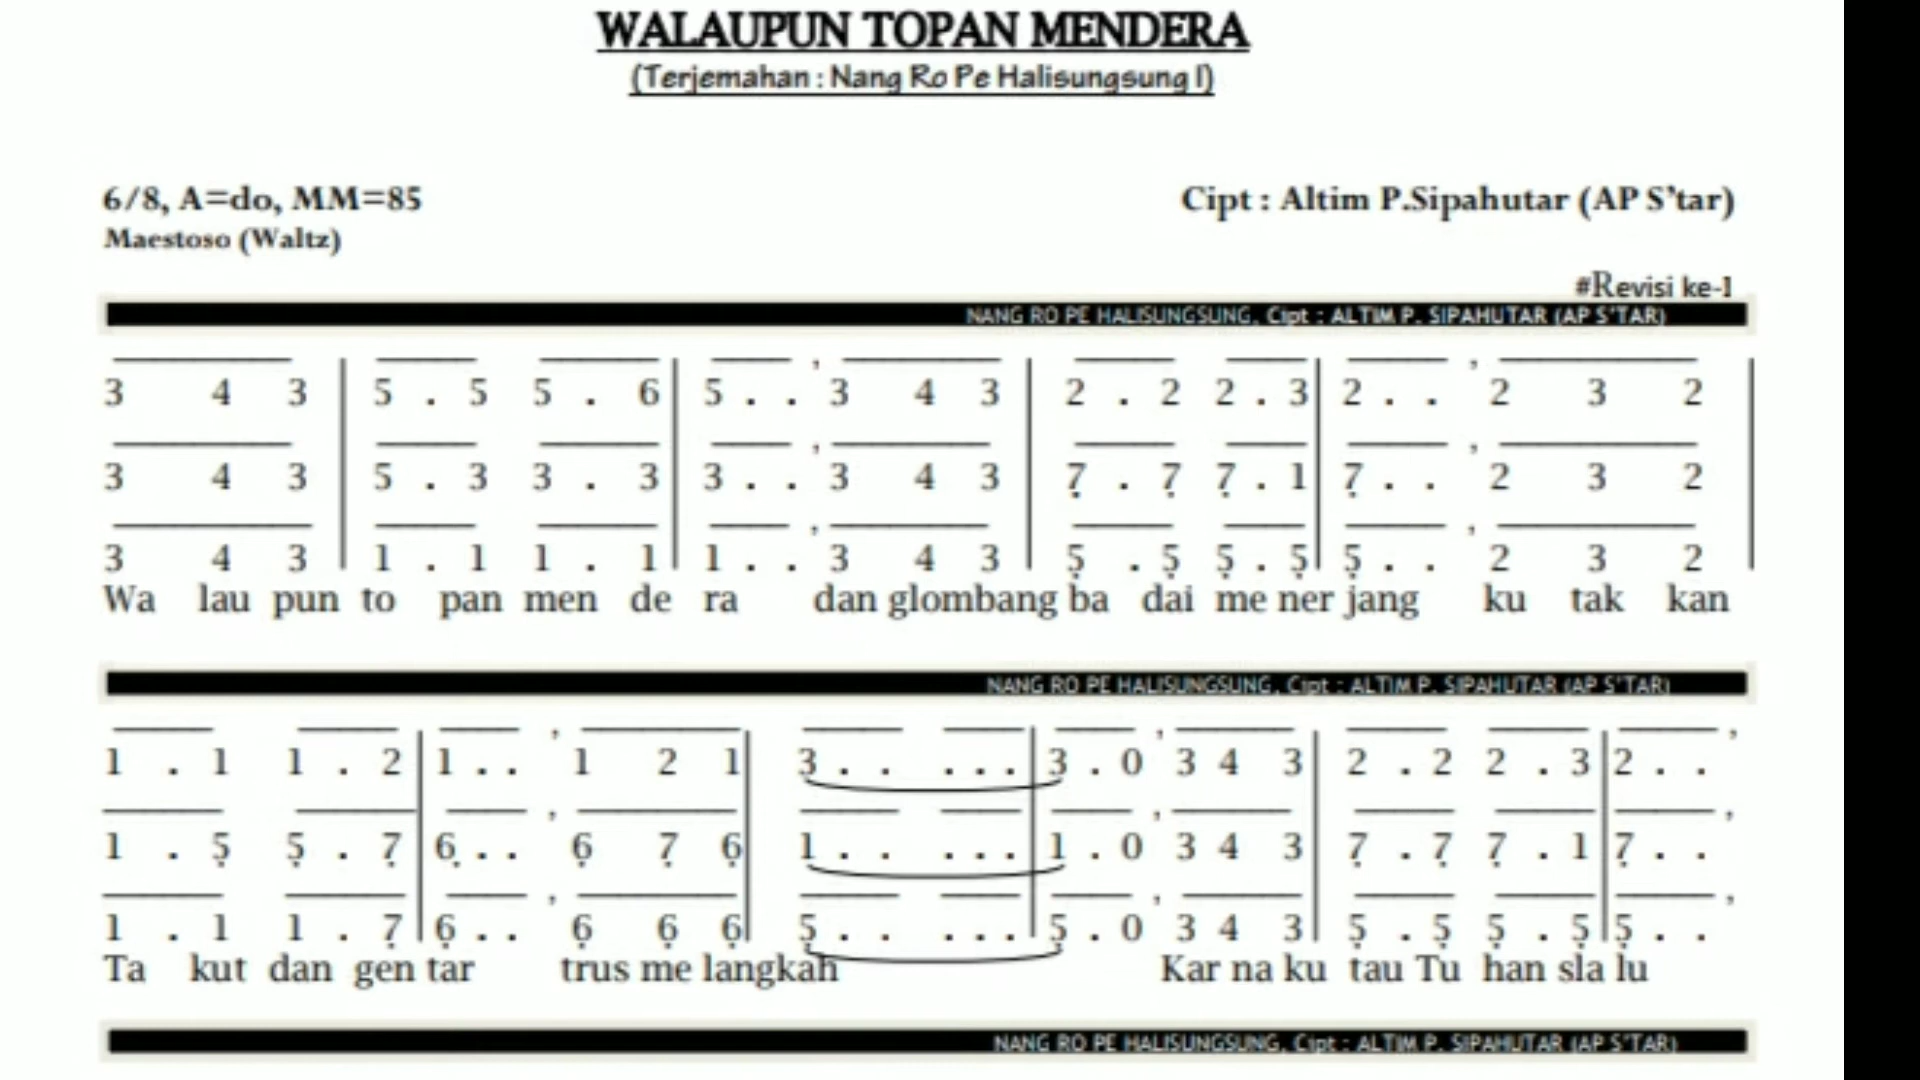 WALAUPUN TOPAN MENDERA
(Terjemahan : Nang Ro Pe Halisungsung I)
6/8, A=do, MM=85
Cipt : Altim P.Sipahutar (AP S'tar)
Maestoso (Waltz)
#Revisi ke-1
NANG RO PE HALISUNGSUNG, Cipt : ALTIM P. SIPAHUTAR (AP S'TAR)
3 4 3 | 5 . 5 5 . 6 | 5 . . , 3 4 3 | 2 . 2 2 . 3 | 2 . . , 2 3 2 |
3 4 3 | 5 . 3 3 . 3 | 3 . . , 3 4 3 | 7̣ . 7̣ 7̣ . 1 | 7̣ . . , 2 3 2 |
3 4 3 | 1 . 1 1 . 1 | 1 . . , 3 4 3 | 5̣ . 5̣ 5̣ . 5̣ | 5̣ . . , 2 3 2 |
Wa lau pun to pan men de ra dan glombang ba dai me ner jang ku tak kan
NANG RO PE HALISUNGSUNG, Cipt : ALTIM P. SIPAHUTAR (AP S'TAR)
1 . 1 1 . 2 | 1 . . , 1 2 1 | 3 . . . . . | 3 . 0 , 3 4 3 | 2 . 2 2 . 3 | 2 . . ,
1 . 5̣ 5̣ . 7̣ | 6̣ . . , 6̣ 7̣ 6̣ | 1 . . . . . | 1 . 0 , 3 4 3 | 7̣ . 7̣ 7̣ . 1 | 7̣ . . ,
1 . 1 1 . 7̣ | 6̣ . . , 6̣ 6̣ 6̣ | 5̣ . . . . . | 5̣ . 0 , 3 4 3 | 5̣ . 5̣ 5̣ . 5̣ | 5̣ . . ,
Ta kut dan gen tar trus me langkah Kar na ku tau Tu han sla lu
NANG RO PE HALISUNGSUNG, Cipt : ALTIM P. SIPAHUTAR (AP S'TAR)